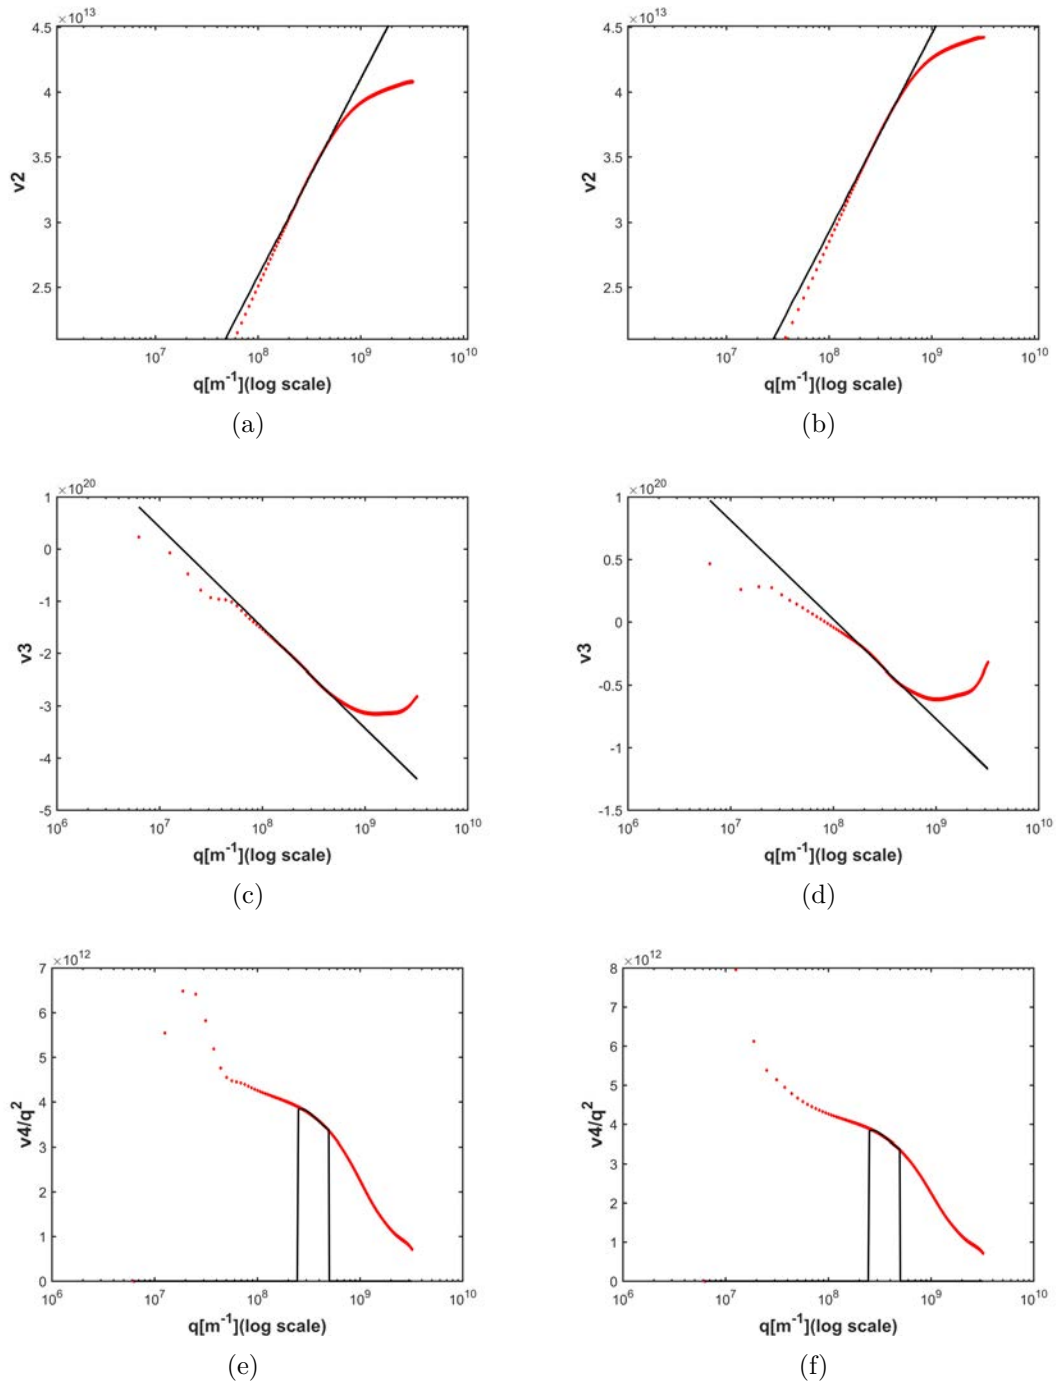 ×10^13
4.5
4
3.5
3
2.5
v2
10^7 10^8 10^9 10^10
q[m^-1](log scale)
(a)
×10^13
4.5
4
3.5
3
2.5
v2
10^7 10^8 10^9 10^10
q[m^-1](log scale)
(b)
×10^20
1
0
-1
-2
-3
-4
-5
v3
10^6 10^7 10^8 10^9 10^10
q[m^-1](log scale)
(c)
×10^20
1
0.5
0
-0.5
-1
-1.5
v3
10^6 10^7 10^8 10^9 10^10
q[m^-1](log scale)
(d)
×10^12
7
6
5
4
3
2
1
0
v4/q^2
10^6 10^7 10^8 10^9 10^10
q[m^-1](log scale)
(e)
×10^12
8
7
6
5
4
3
2
1
0
v4/q^2
10^6 10^7 10^8 10^9 10^10
q[m^-1](log scale)
(f)